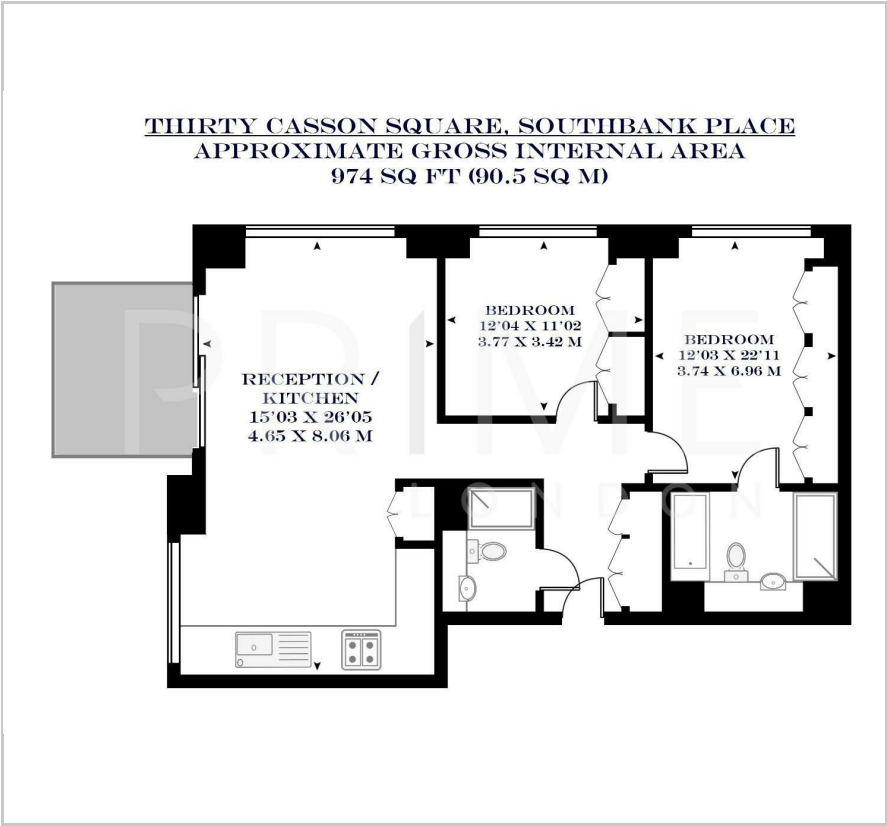 THIRTY CASSON SQUARE, SOUTHBANK PLACE
APPROXIMATE GROSS INTERNAL AREA
974 SQ FT (90.5 SQ M)
BEDROOM
12'04 X 11'02
3.77 X 3.42 M
BEDROOM
12'03 X 22'11
3.74 X 6.96 M
RECEPTION /
KITCHEN
15'03 X 26'05
4.65 X 8.06 M
PRIME
LONDON